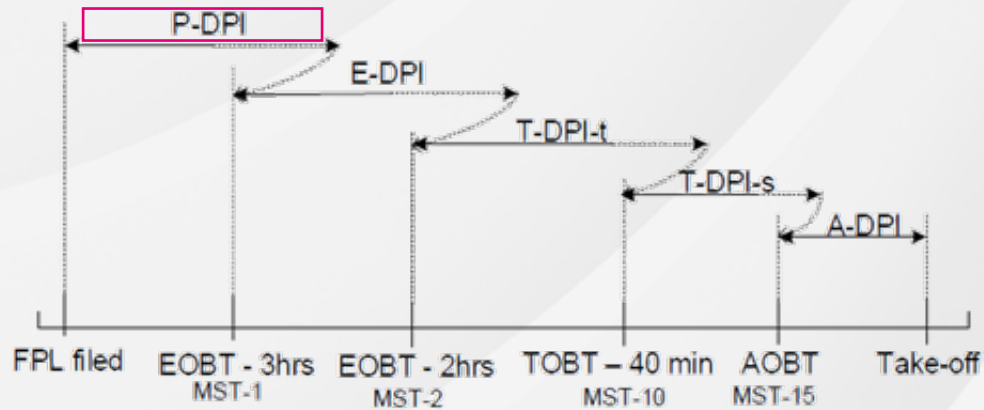 P-DPI
E-DPI
T-DPI-t
T-DPI-s
A-DPI
FPL filed
EOBT - 3hrs
MST-1
EOBT - 2hrs
MST-2
TOBT – 40 min
MST-10
AOBT
MST-15
Take-off